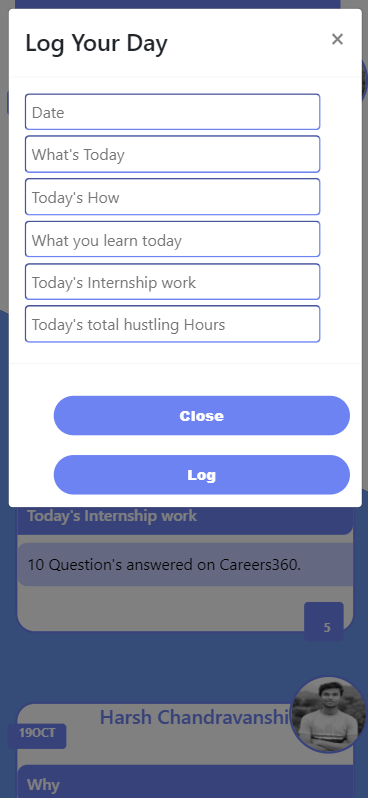 Log Your Day
×
Date
What's Today
Today's How
What you learn today
Today's Internship work
Today's total hustling Hours
Close
Log
Today's Internship work
10 Question's answered on Careers360.
5
Harsh Chandravanshi
19OCT
Why